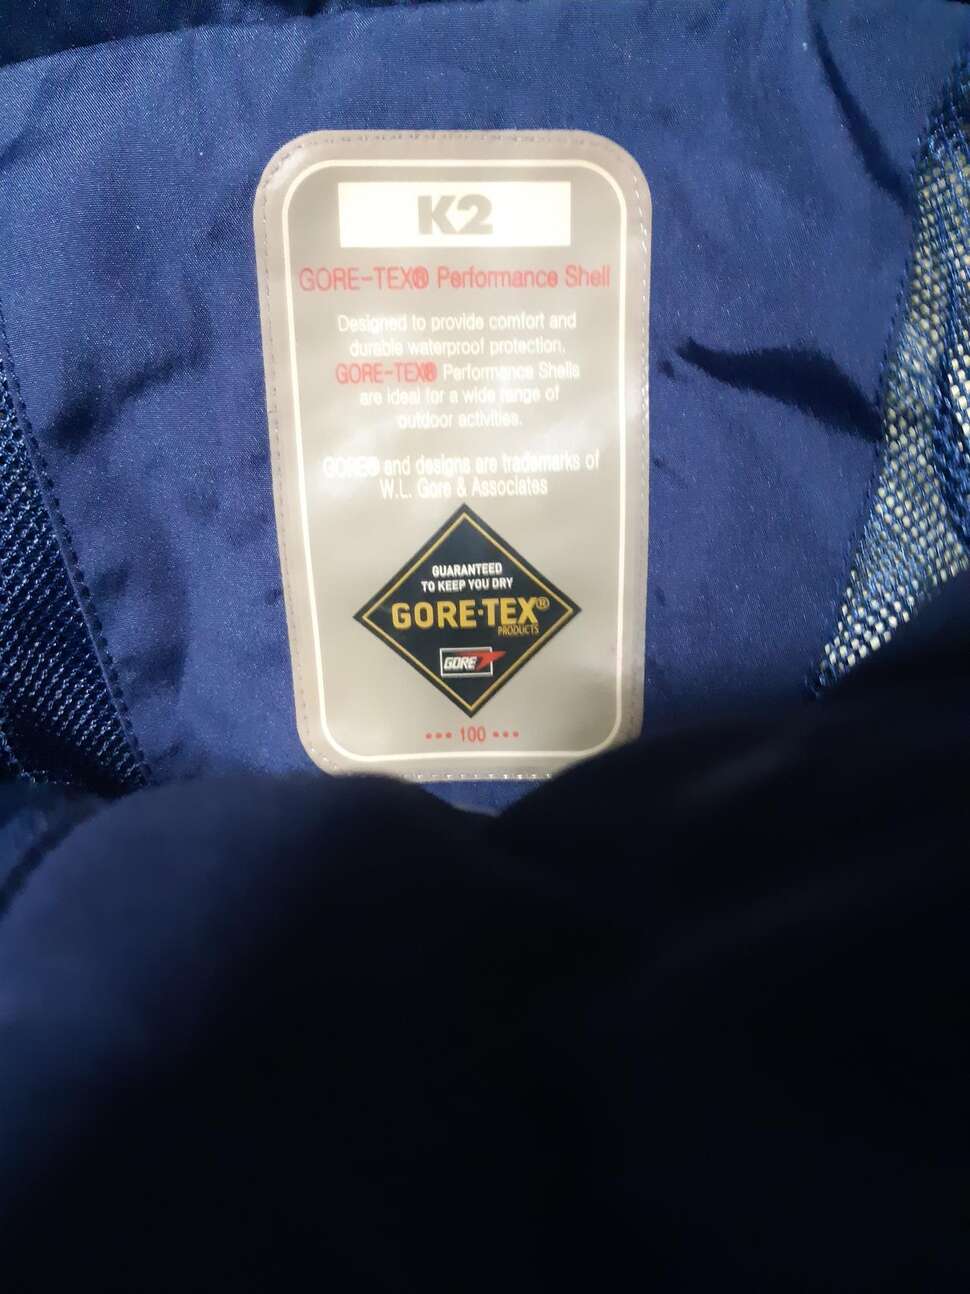 K2
GORE-TEX® Performance Shell
Designed to provide comfort and
durable waterproof protection,
GORE-TEX® Performance Shells
are ideal for a wide range of
outdoor activities.
GORE® and designs are trademarks of
W.L. Gore & Associates
GUARANTEED
TO KEEP YOU DRY
GORE-TEX®
PRODUCTS
GORE
••• 100 •••